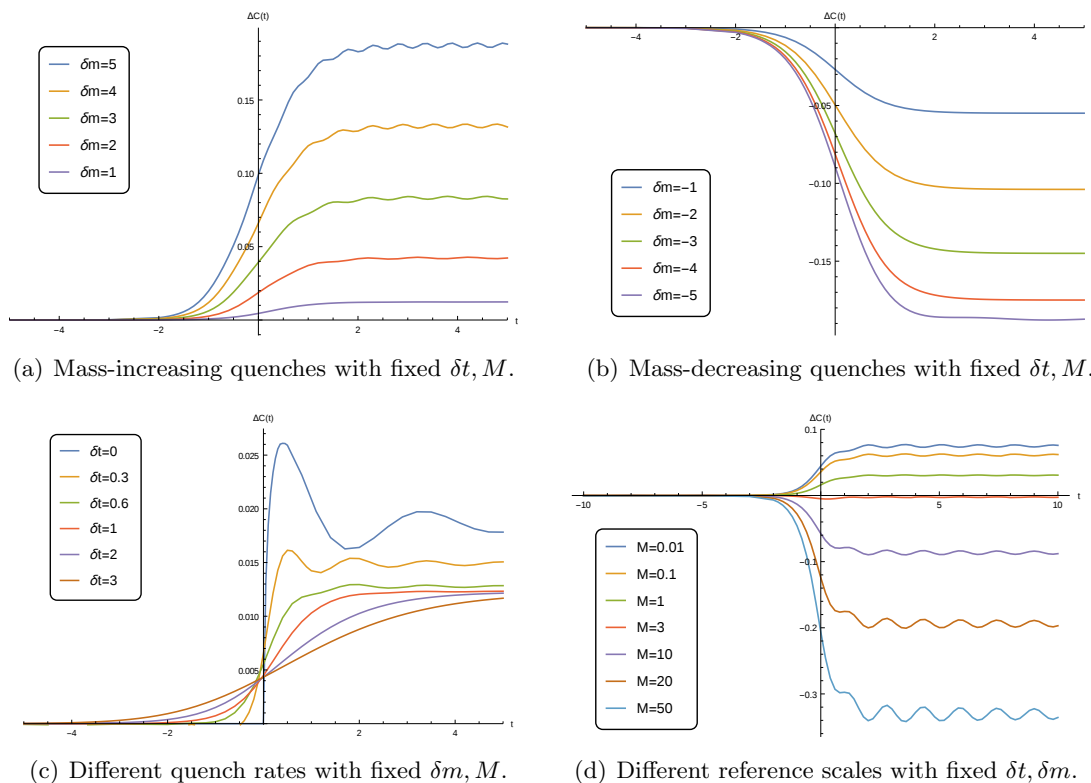 ΔC(t)
δm=5
δm=4
δm=3
δm=2
δm=1
0.15
0.10
0.05
−4
−2
2
4
t
(a) Mass-increasing quenches with fixed δt, M.
ΔC(t)
−4
−2
2
4
−0.05
−0.10
−0.15
δm=−1
δm=−2
δm=−3
δm=−4
δm=−5
(b) Mass-decreasing quenches with fixed δt, M.
ΔC(t)
δt=0
δt=0.3
δt=0.6
δt=1
δt=2
δt=3
0.025
0.020
0.015
0.010
0.005
−4
−2
2
4
t
(c) Different quench rates with fixed δm, M.
ΔC(t)
0.1
−10
−5
5
10
t
−0.1
−0.2
−0.3
M=0.01
M=0.1
M=1
M=3
M=10
M=20
M=50
(d) Different reference scales with fixed δt, δm.